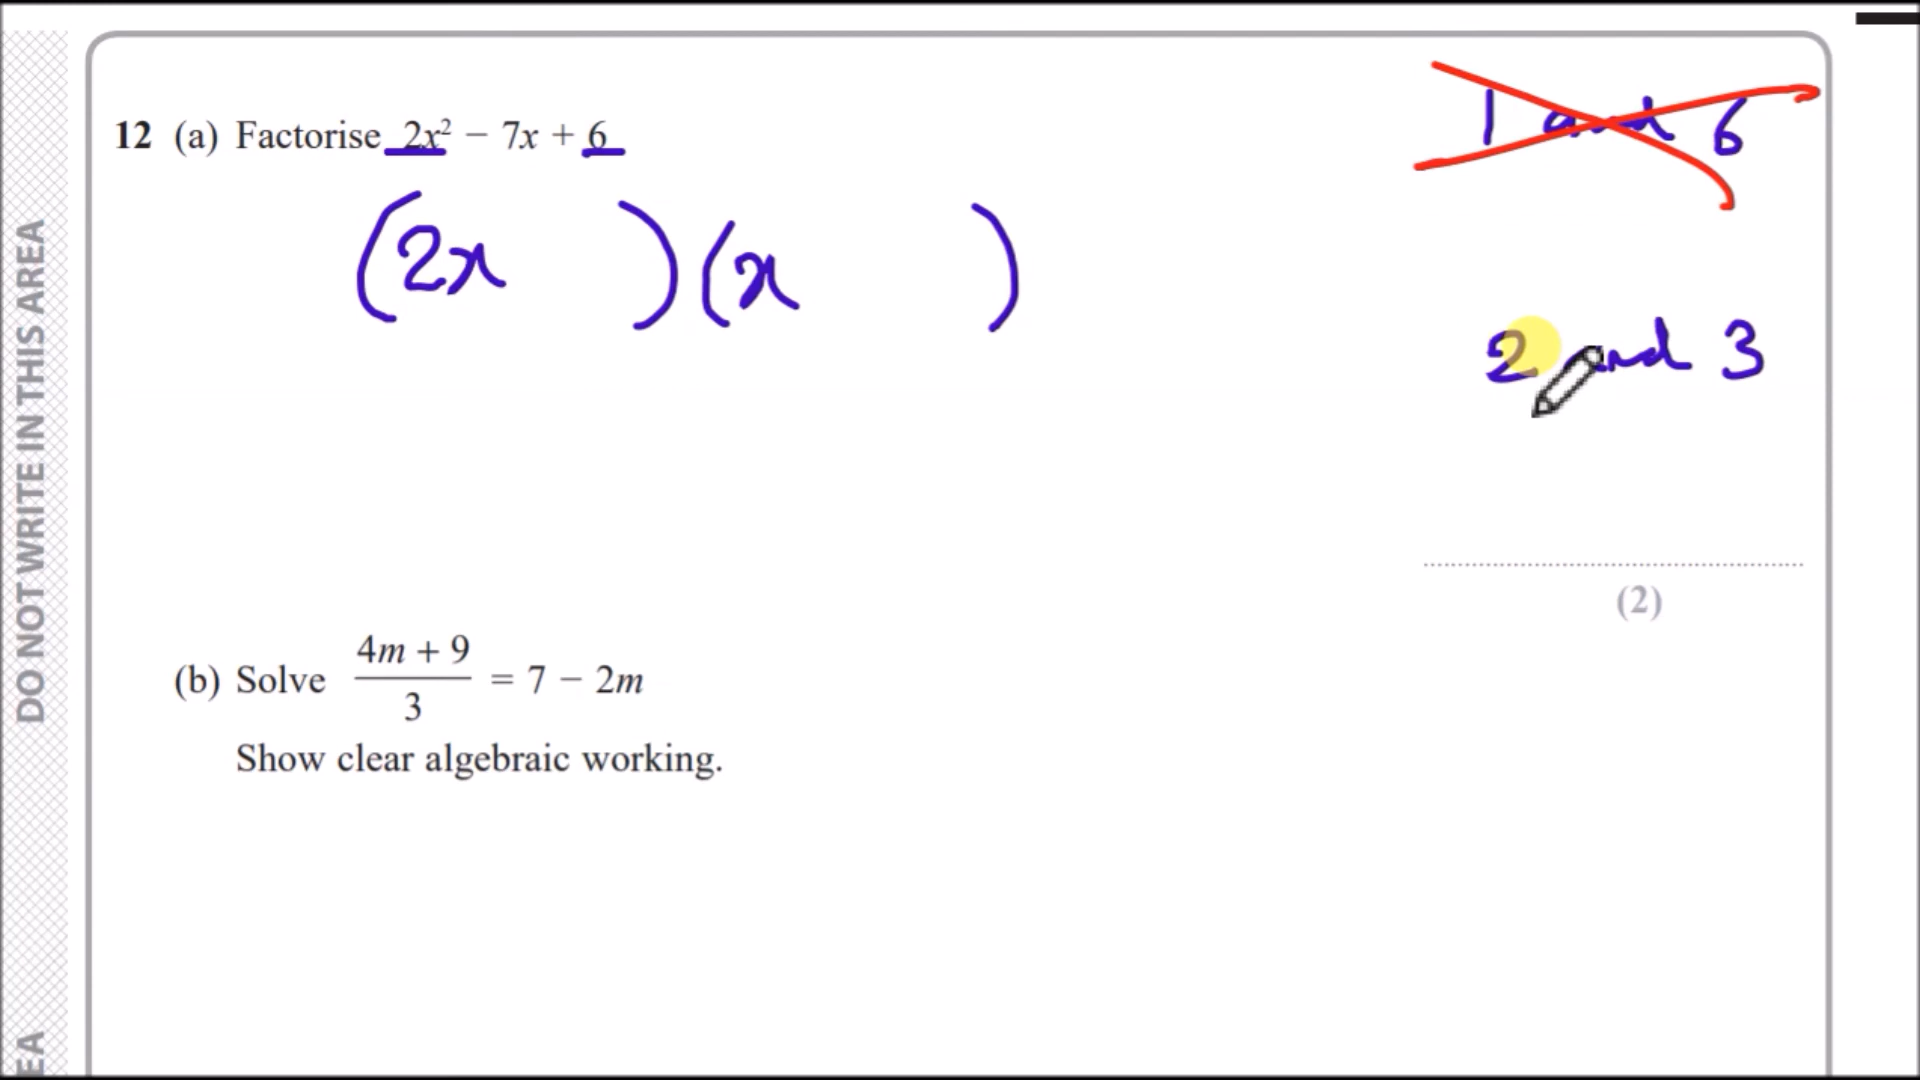 DO NOT WRITE IN THIS AREA
EA
12 (a) Factorise 2x² − 7x + 6
1 and 6
(2x )(x )
2 and 3
(2)
(b) Solve (4m + 9)/3 = 7 − 2m
Show clear algebraic working.